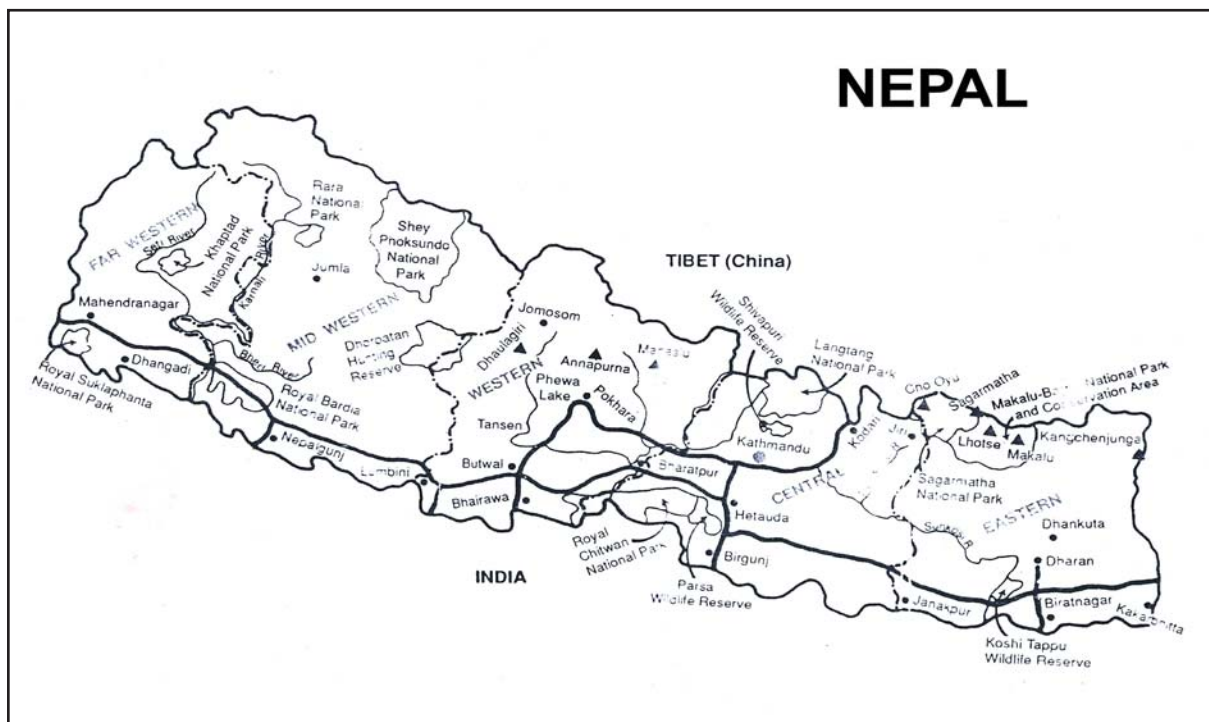 NEPAL
Rara
National
Park
FAR WESTERN
Seti River
Khaptad
National Park
Karnali River
Shey
Phoksundo
National
Park
TIBET (China)
Jumla
Mahendranagar
MID WESTERN
Dhorpatan
Hunting
Reserve
Jomosom
Dhaulagiri
WESTERN
Annapurna
Manaslu
Shivapuri
Wildlife Reserve
Langtang
National Park
Cho Oyu
Sagarmatha
National Park
and Conservation Area
Dhangadi
Bheri River
Royal Suklaphanta
National Park
Royal Bardia
National Park
Phewa
Lake
Pokhara
Tansen
Kathmandu
Kodari
Jiri
Lhotse
Makalu
Kangchenjunga
Nepalgunj
Lumbini
Butwal
Bharatpur
CENTRAL
Sagarmatha
National Park
EASTERN
Bhairawa
Hetauda
Dhankuta
Royal
Chitwan
National Park
Birgunj
Dharan
INDIA
Parsa
Wildlife Reserve
Janakpur
Biratnagar
Koshi Tappu
Wildlife Reserve